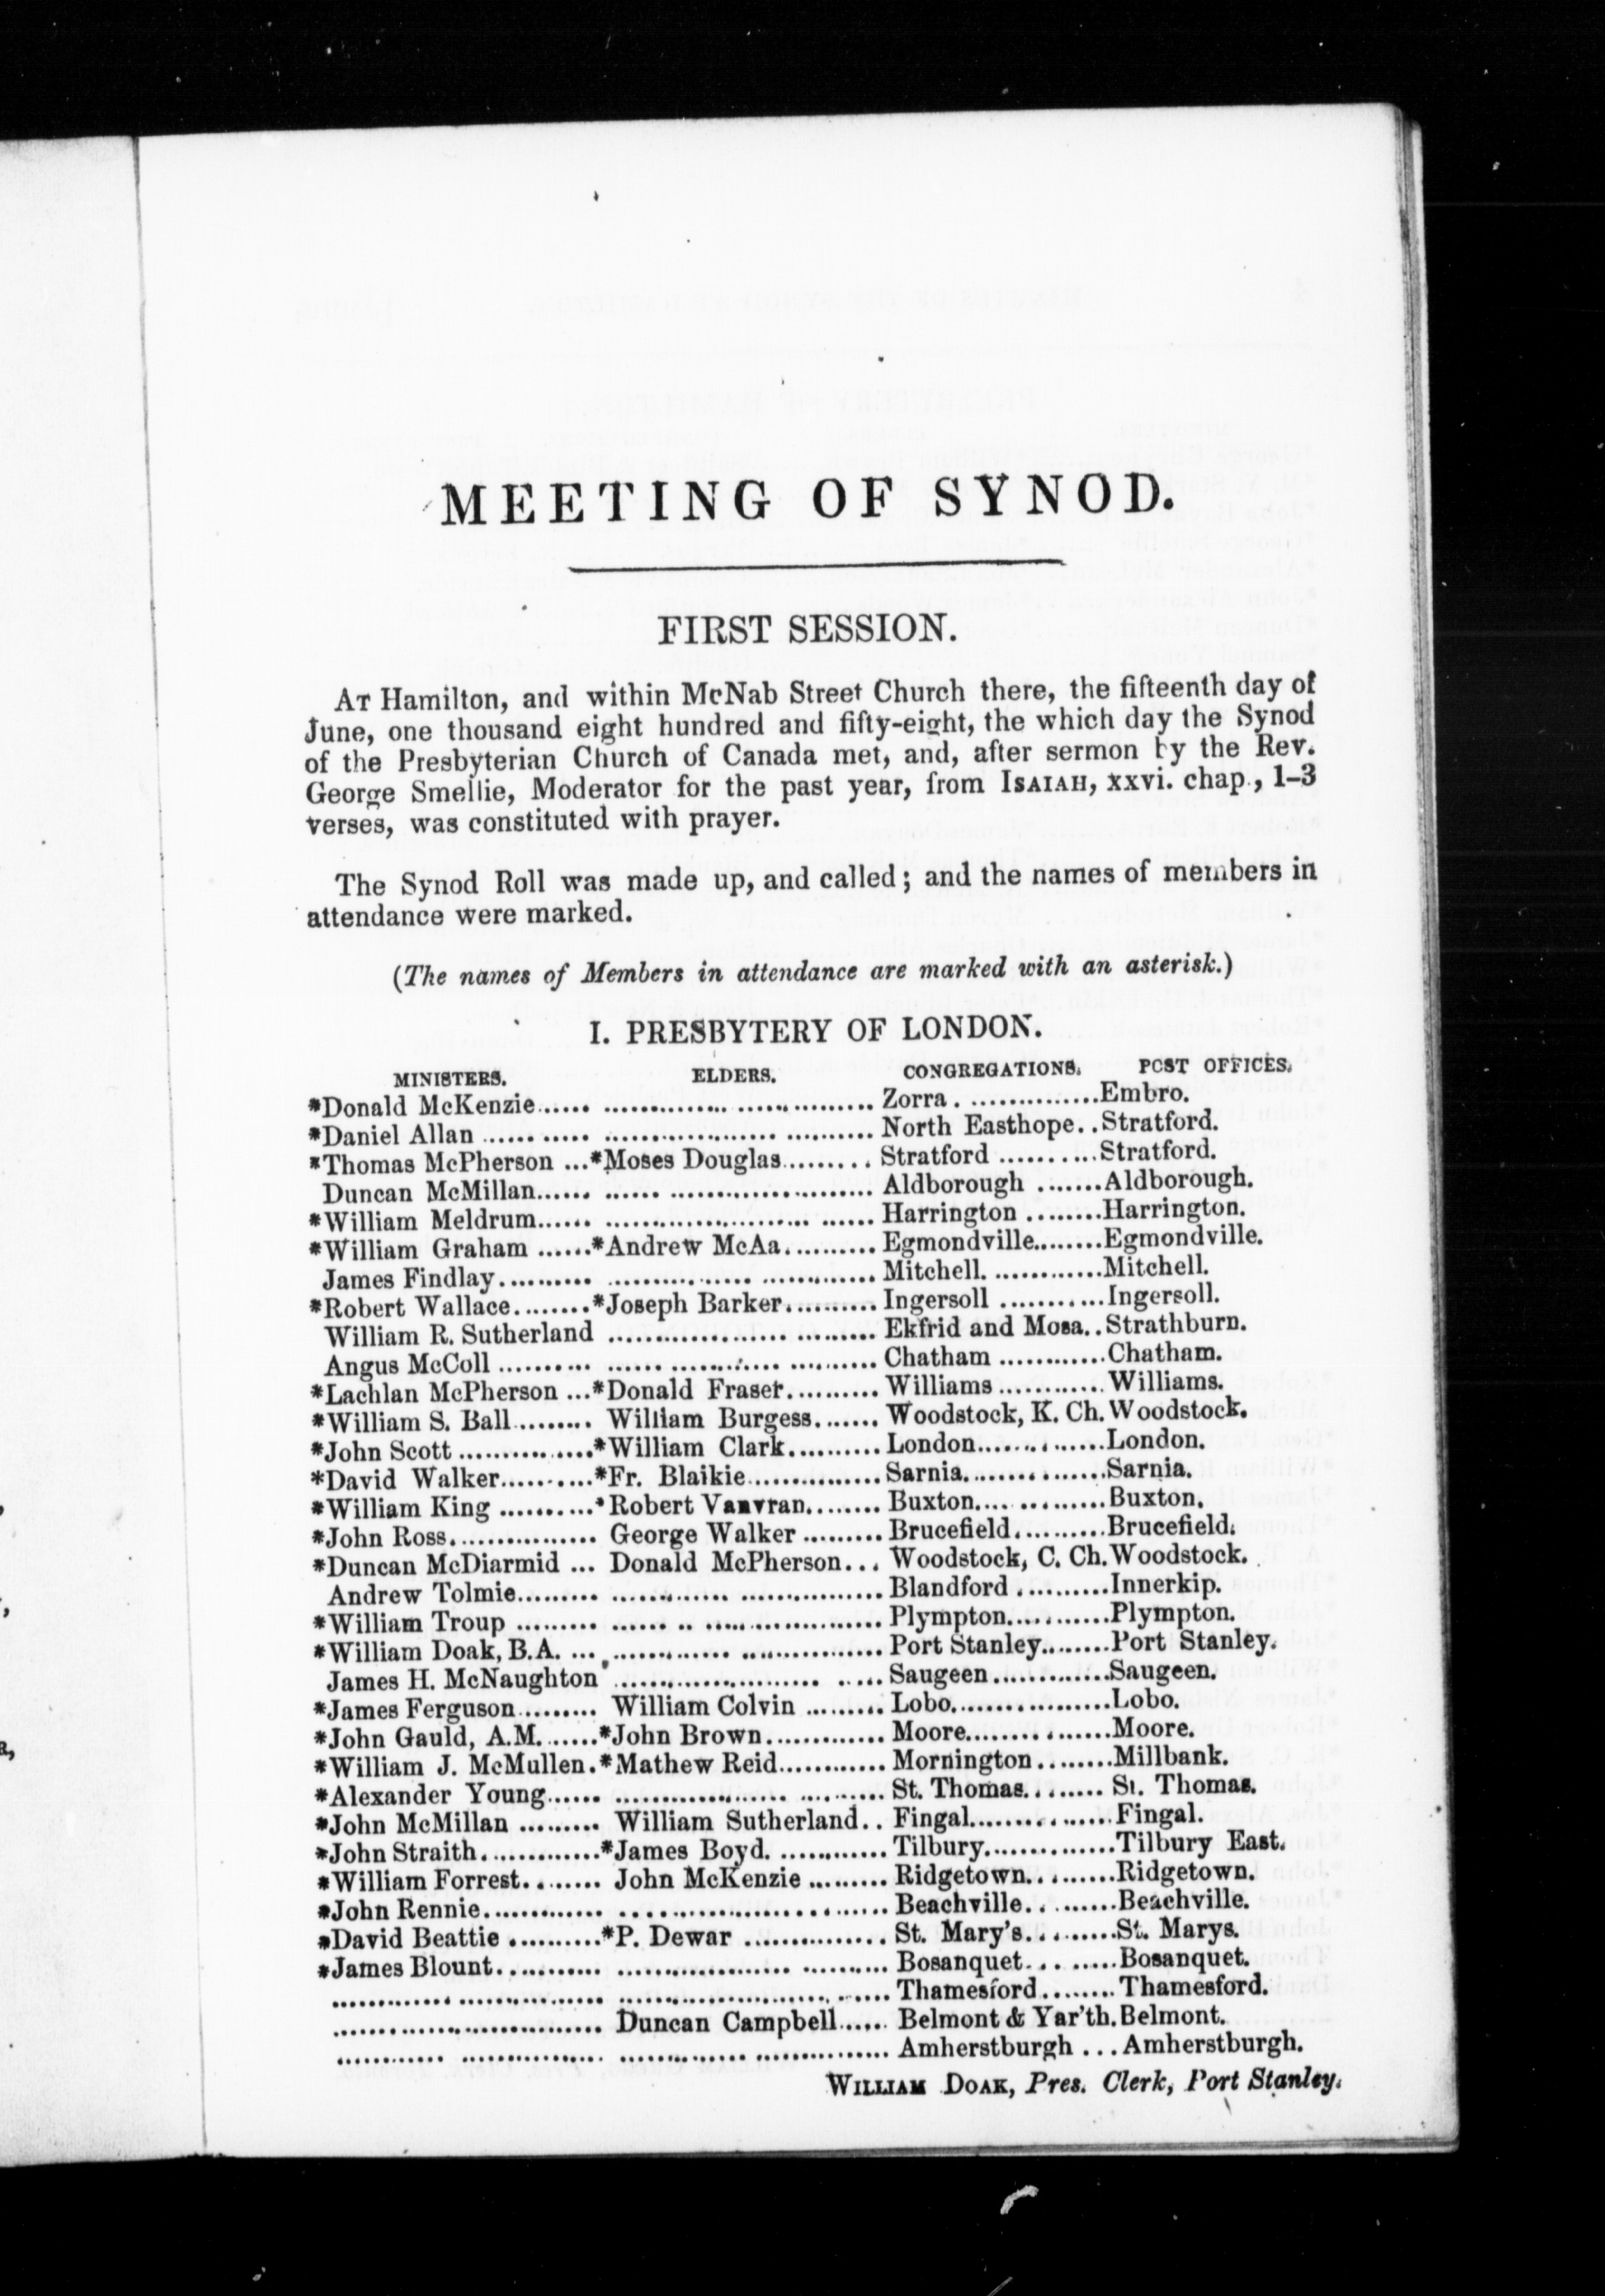 MEETING OF SYNOD.
FIRST SESSION.
AT Hamilton, and within McNab Street Church there, the fifteenth day of
June, one thousand eight hundred and fifty-eight, the which day the Synod
of the Presbyterian Church of Canada met, and, after sermon by the Rev.
George Smellie, Moderator for the past year, from ISAIAH, xxvi. chap., 1-3
verses, was constituted with prayer.
The Synod Roll was made up, and called; and the names of members in
attendance were marked.
(The names of Members in attendance are marked with an asterisk.)
I. PRESBYTERY OF LONDON.
MINISTERS. ELDERS. CONGREGATIONS. POST OFFICES.
*Donald McKenzie...... .............................. Zorra. ..............Embro.
*Daniel Allan ........... .............................. North Easthope..Stratford.
*Thomas McPherson ...*Moses Douglas......... Stratford ..........Stratford.
Duncan McMillan...... .............................. Aldborough .......Aldborough.
*William Meldrum...... .............................. Harrington ........Harrington.
*William Graham ......*Andrew McAa.......... Egmondville........Egmondville.
James Findlay.......... .............................. Mitchell. ............Mitchell.
*Robert Wallace........*Joseph Barker.......... Ingersoll ...........Ingersoll.
William R. Sutherland .............................. Ekfrid and Mosa..Strathburn.
Angus McColl .......... .............................. Chatham ............Chatham.
*Lachlan McPherson ...*Donald Fraser.......... Williams ............Williams.
*William S. Ball......... William Burgess....... Woodstock, K. Ch.Woodstock.
*John Scott ...............*William Clark.......... London..............London.
*David Walker..........*Fr. Blaikie............... Sarnia................Sarnia.
*William King ..........*Robert Vanvran........ Buxton...............Buxton.
*John Ross................ George Walker ......... Brucefield..........Brucefield.
*Duncan McDiarmid ... Donald McPherson... Woodstock, C. Ch.Woodstock.
Andrew Tolmie......... .............................. Blandford ..........Innerkip.
*William Troup ......... .............................. Plympton............Plympton.
*William Doak, B.A. ... .............................. Port Stanley........Port Stanley.
James H. McNaughton .............................. Saugeen.............Saugeen.
*James Ferguson......... William Colvin ......... Lobo..................Lobo.
*John Gauld, A.M.......*John Brown............. Moore................Moore.
*William J. McMullen.*Mathew Reid............ Mornington ........Millbank.
*Alexander Young...... .............................. St. Thomas......... St. Thomas.
*John McMillan ......... William Sutherland.. Fingal................Fingal.
*John Straith.............*James Boyd. ............ Tilbury...............Tilbury East.
*William Forrest........ John McKenzie ......... Ridgetown..........Ridgetown.
*John Rennie............. .............................. Beachville..........Beachville.
*David Beattie ..........*P. Dewar ............... St. Mary's..........St. Marys.
*James Blount............ .............................. Bosanquet..........Bosanquet.
.............................. .............................. Thamesford........Thamesford.
.............................. Duncan Campbell...... Belmont & Yar'th.Belmont.
.............................. .............................. Amherstburgh ...Amherstburgh.
WILLIAM DOAK, Pres. Clerk, Port Stanley.